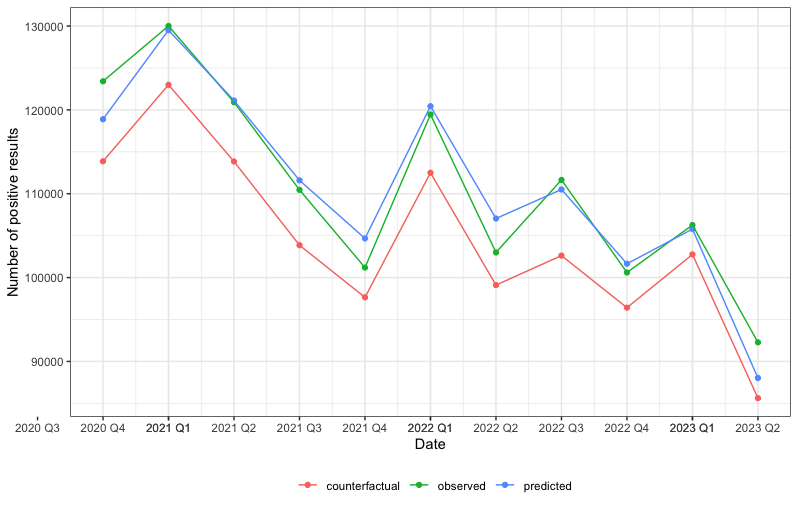 Number of positive results
130000
120000
110000
100000
90000
2020 Q3 2020 Q4 2021 Q1 2021 Q2 2021 Q3 2021 Q4 2022 Q1 2022 Q2 2022 Q3 2022 Q4 2023 Q1 2023 Q2
Date
counterfactual observed predicted